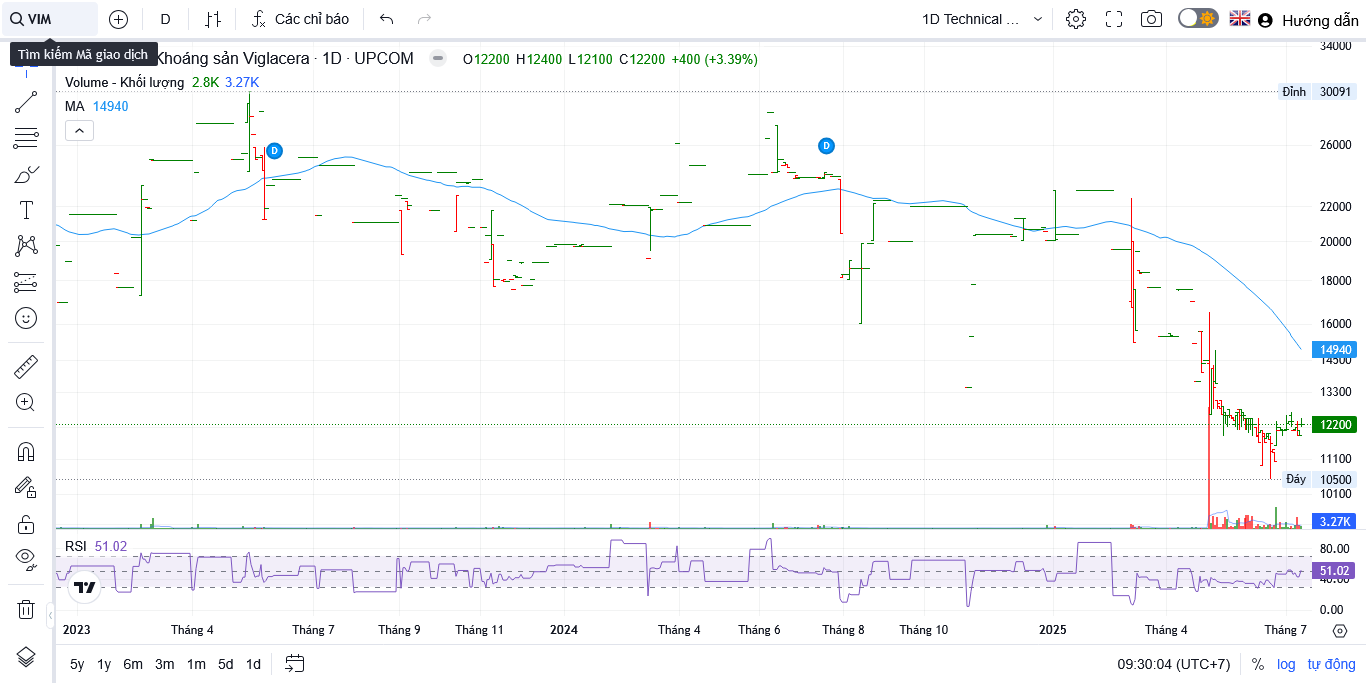 VIM
D
Các chỉ báo
1D Technical ...
Hướng dẫn
Tìm kiếm Mã giao dịch
Khoáng sản Viglacera · 1D · UPCOM
O12200 H12400 L12100 C12200 +400 (+3.39%)
Volume - Khối lượng 2.8K 3.27K
MA 14940
D
D
34000
Đỉnh 30091
26000
22000
20000
18000
16000
14940
14500
13300
12200
11100
Đáy 10500
10100
3.27K
RSI 51.02
80.00
51.02
40.00
0.00
2023 Tháng 4 Tháng 7 Tháng 9 Tháng 11 2024 Tháng 4 Tháng 6 Tháng 8 Tháng 10 2025 Tháng 4 Tháng 7
5y 1y 6m 3m 1m 5d 1d
09:30:04 (UTC+7) % log tự động